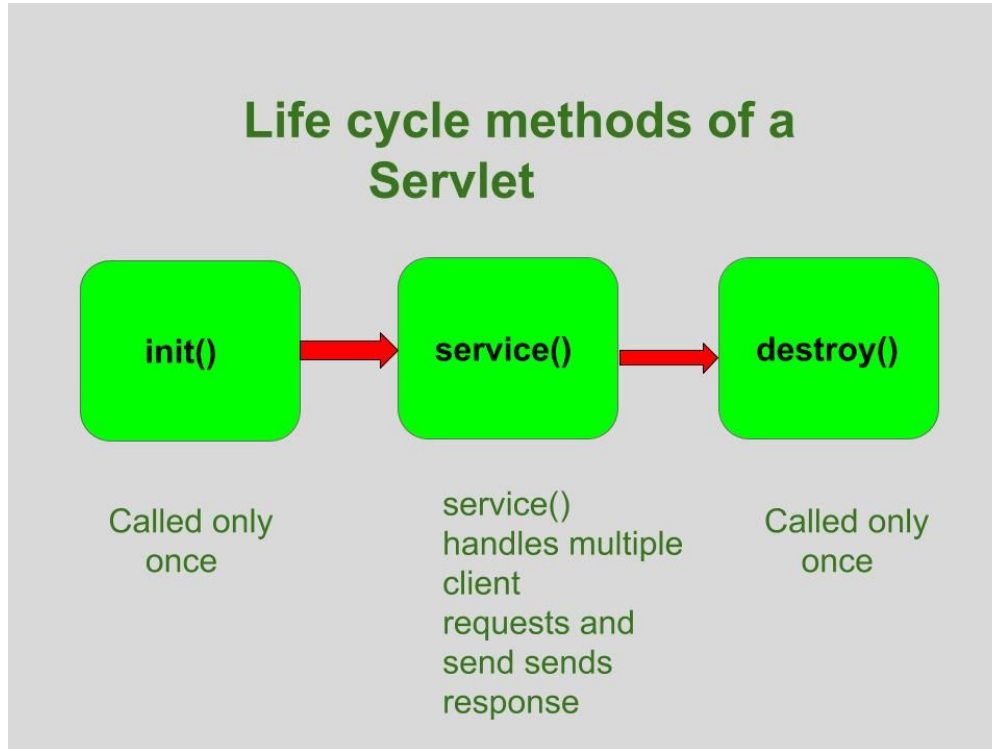 Life cycle methods of a
Servlet
init()
service()
destroy()
Called only
once
service()
handles multiple
client
requests and
send sends
response
Called only
once